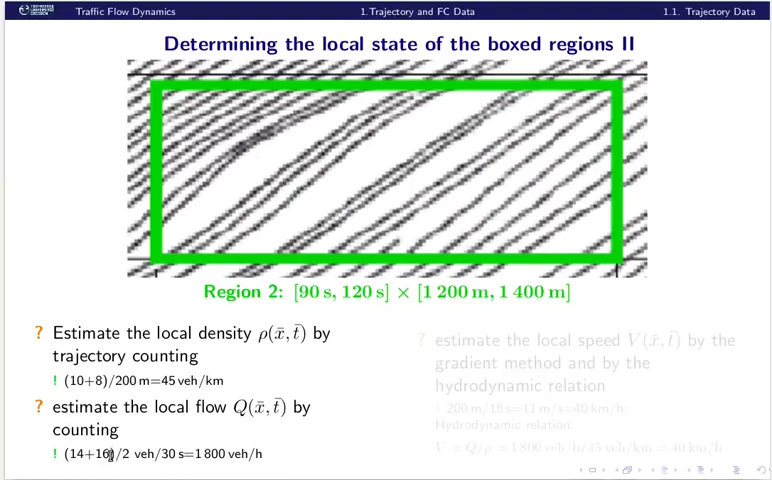 TECHNISCHE UNIVERSITÄT DRESDEN
Traffic Flow Dynamics
1.Trajectory and FC Data
1.1. Trajectory Data
Determining the local state of the boxed regions II
Region 2: [90 s, 120 s] × [1 200 m, 1 400 m]
? Estimate the local density ρ(x̄, t̄) by
trajectory counting
! (10+8)/200 m=45 veh/km
? estimate the local flow Q(x̄, t̄) by
counting
! (14+16)/2 veh/30 s=1 800 veh/h
? estimate the local speed V(x̄, t̄) by the
gradient method and by the
hydrodynamic relation
! 200 m/18 s=11 m/s=40 km/h;
Hydrodynamic relation:
V = Q/ρ = 1 800 veh/h/45 veh/km = 40 km/h